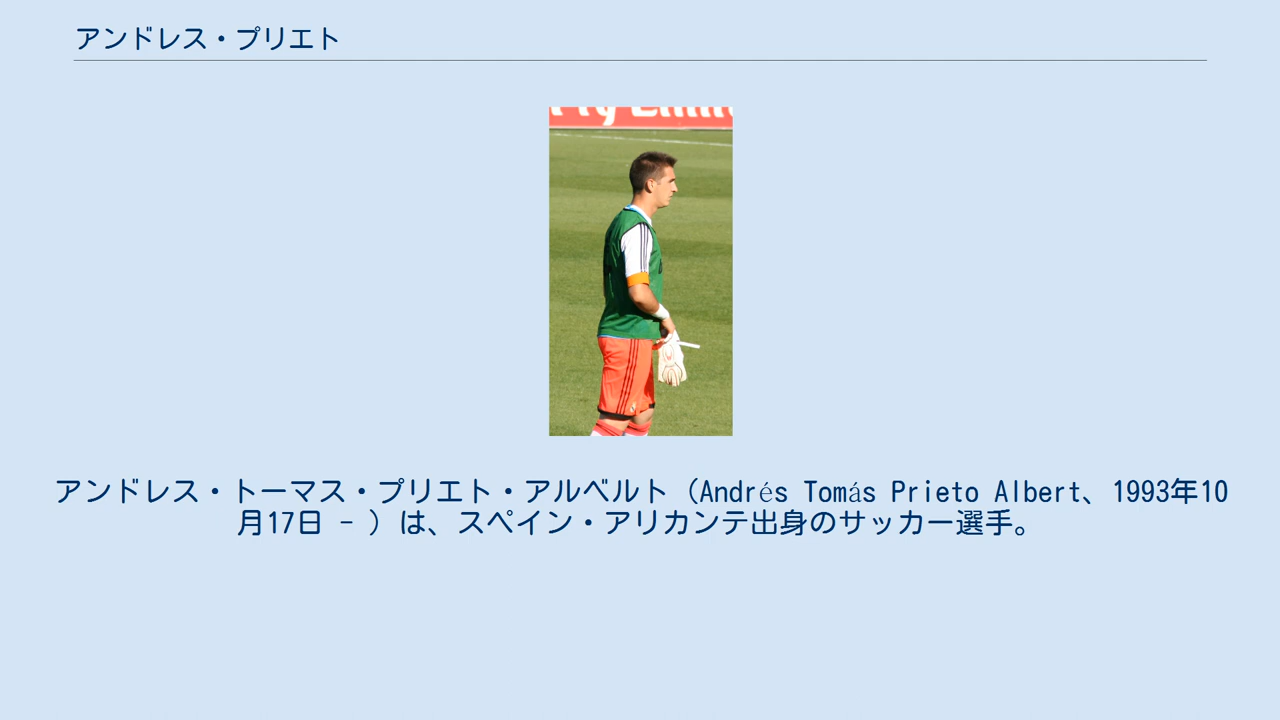 アンドレス・プリエト
アンドレス・トーマス・プリエト・アルベルト（Andrés Tomás Prieto Albert、1993年10
月17日 - ）は、スペイン・アリカンテ出身のサッカー選手。